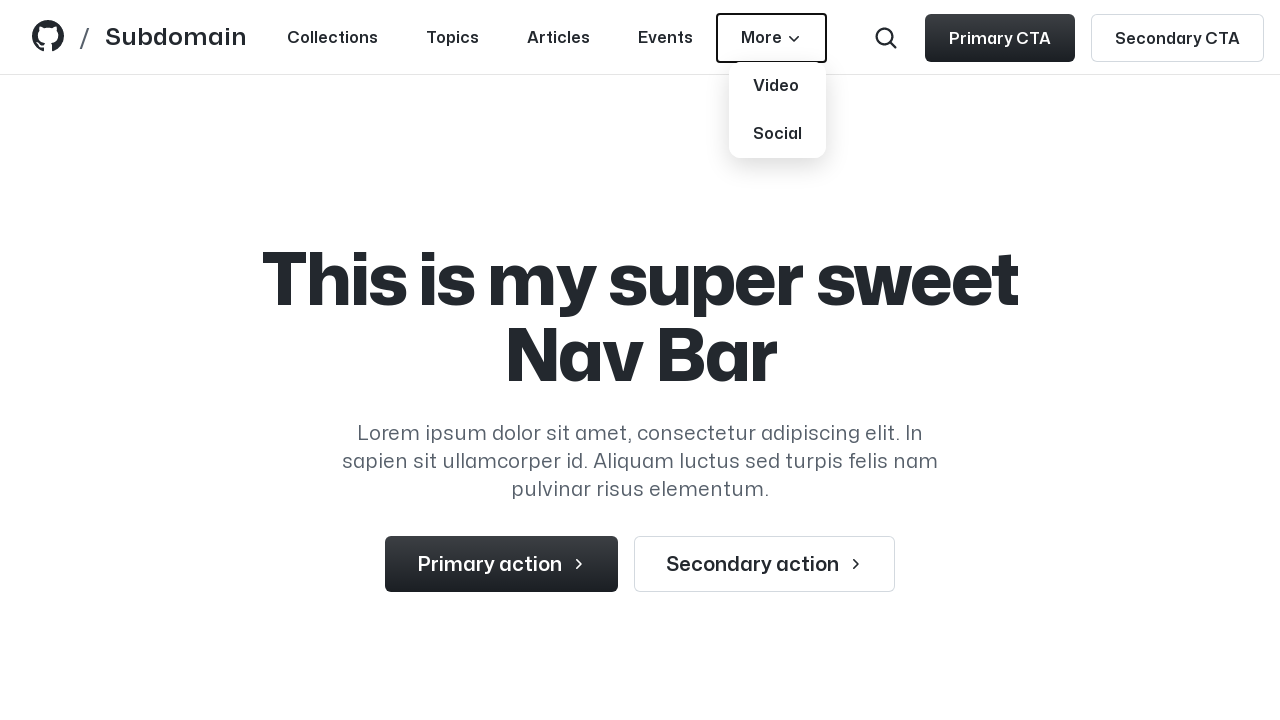 / Subdomain Collections Topics Articles Events More Primary CTA Secondary CTA
Video
Social
This is my super sweet
Nav Bar
Lorem ipsum dolor sit amet, consectetur adipiscing elit. In
sapien sit ullamcorper id. Aliquam luctus sed turpis felis nam
pulvinar risus elementum.
Primary action Secondary action